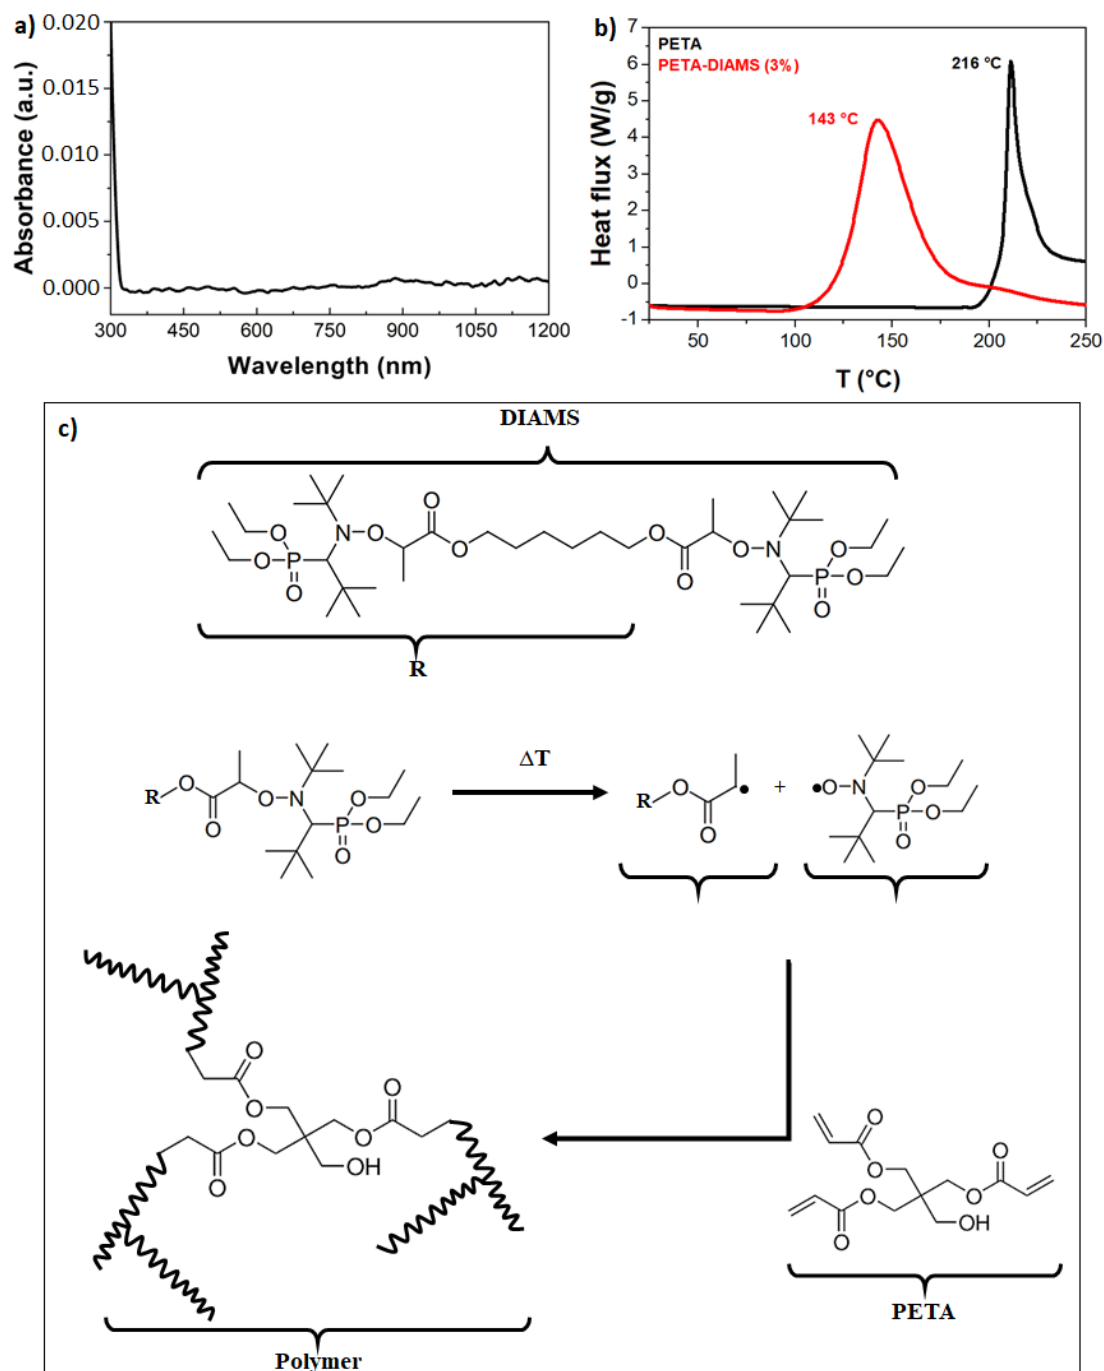 a)
0.020
0.015
0.010
0.005
0.000
Absorbance (a.u.)
300 450 600 750 900 1050 1200
Wavelength (nm)
b)
7
6
5
4
3
2
1
0
-1
Heat flux (W/g)
PETA
PETA-DIAMS (3%)
143 °C
216 °C
50 100 150 200 250
T (°C)
c)
DIAMS
O
O
O
N
O
O
P
O
O
O
O
O
N
P
O
O
O
R
R
O
O
O
N
P
O
O
O
ΔT
R
O
O
+
O
N
P
O
O
O
O
O
O
O
O
O
OH
O
O
O
O
O
O
OH
PETA
Polymer